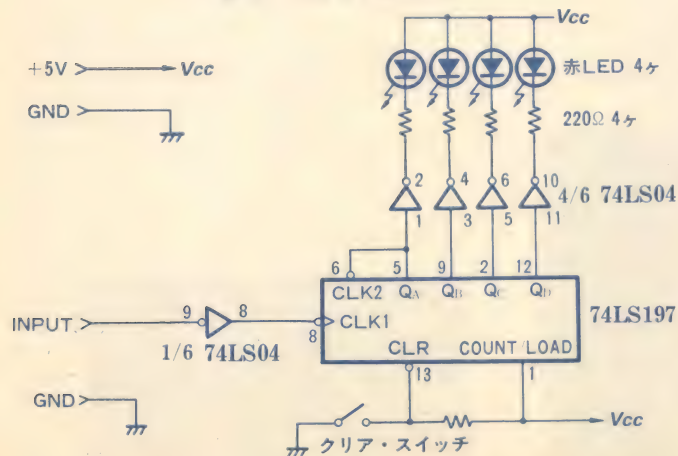 Vcc
+5V Vcc
赤LED 4ヶ
GND
220Ω 4ヶ
2 4 6 10
4/6 74LS04
1 3 5 11
6 5 9 2 12
CLK2 QA QB QC QD
INPUT 9 8 8 CLK1
74LS197
1/6 74LS04
CLR COUNT/LOAD
13 1
GND
Vcc
クリア・スイッチ